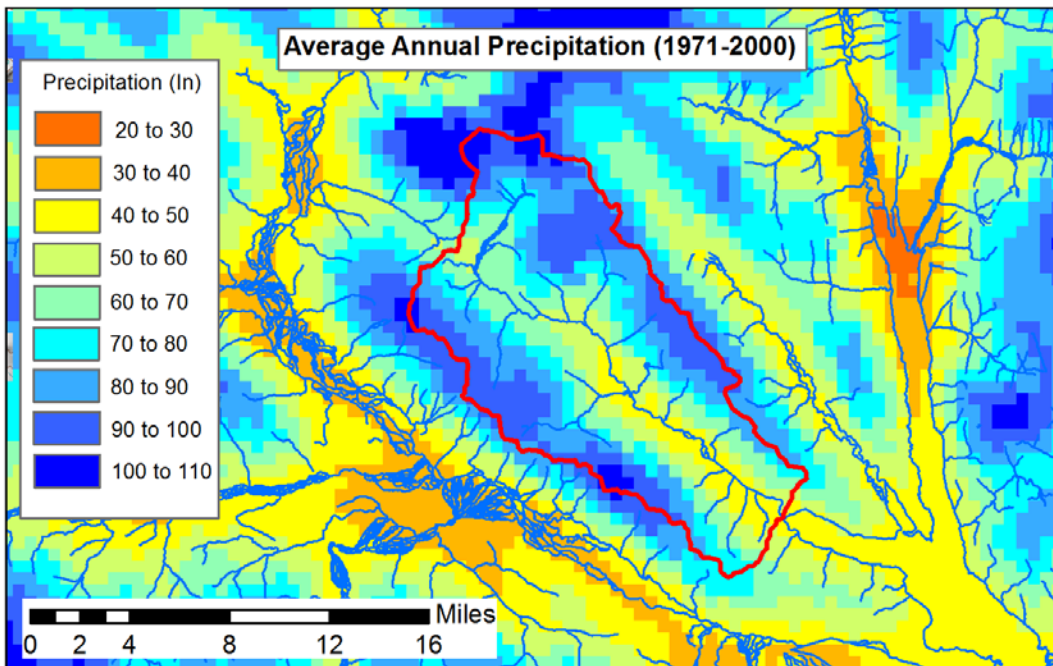 Average Annual Precipitation (1971-2000)
Precipitation (In)
20 to 30
30 to 40
40 to 50
50 to 60
60 to 70
70 to 80
80 to 90
90 to 100
100 to 110
Miles
0 2 4 8 12 16